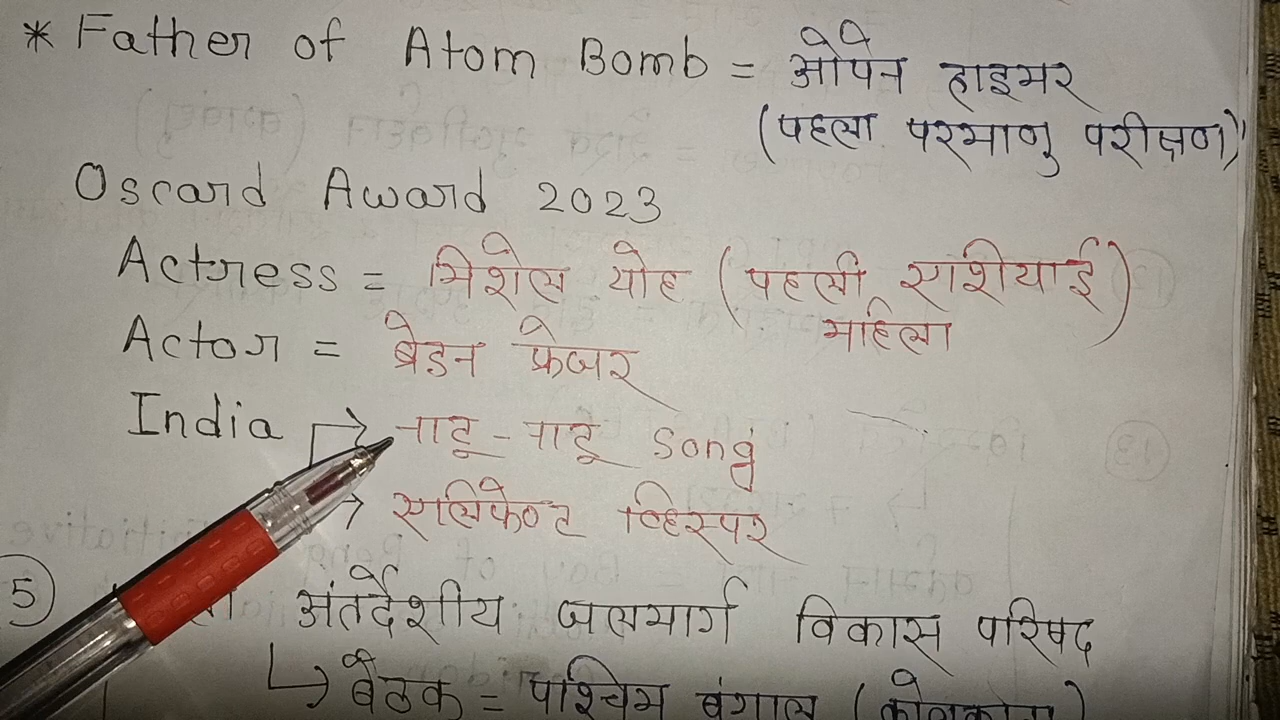 * Father of Atom Bomb = ओपेन हाइमर
(पहला परमाणु परीक्षण)"
Oscard Award 2023
Actress = मिशेल योह (पहली एशियाई)
महिला
Actor = ब्रेडन फ्रेजर
India → नाटू - नाटू song
→ एलिफेण्ट व्हिस्पर
5) अंतर्देशीय जलमार्ग विकास परिषद
↳ बैठक = पश्चिम बंगाल (कोलकाता)